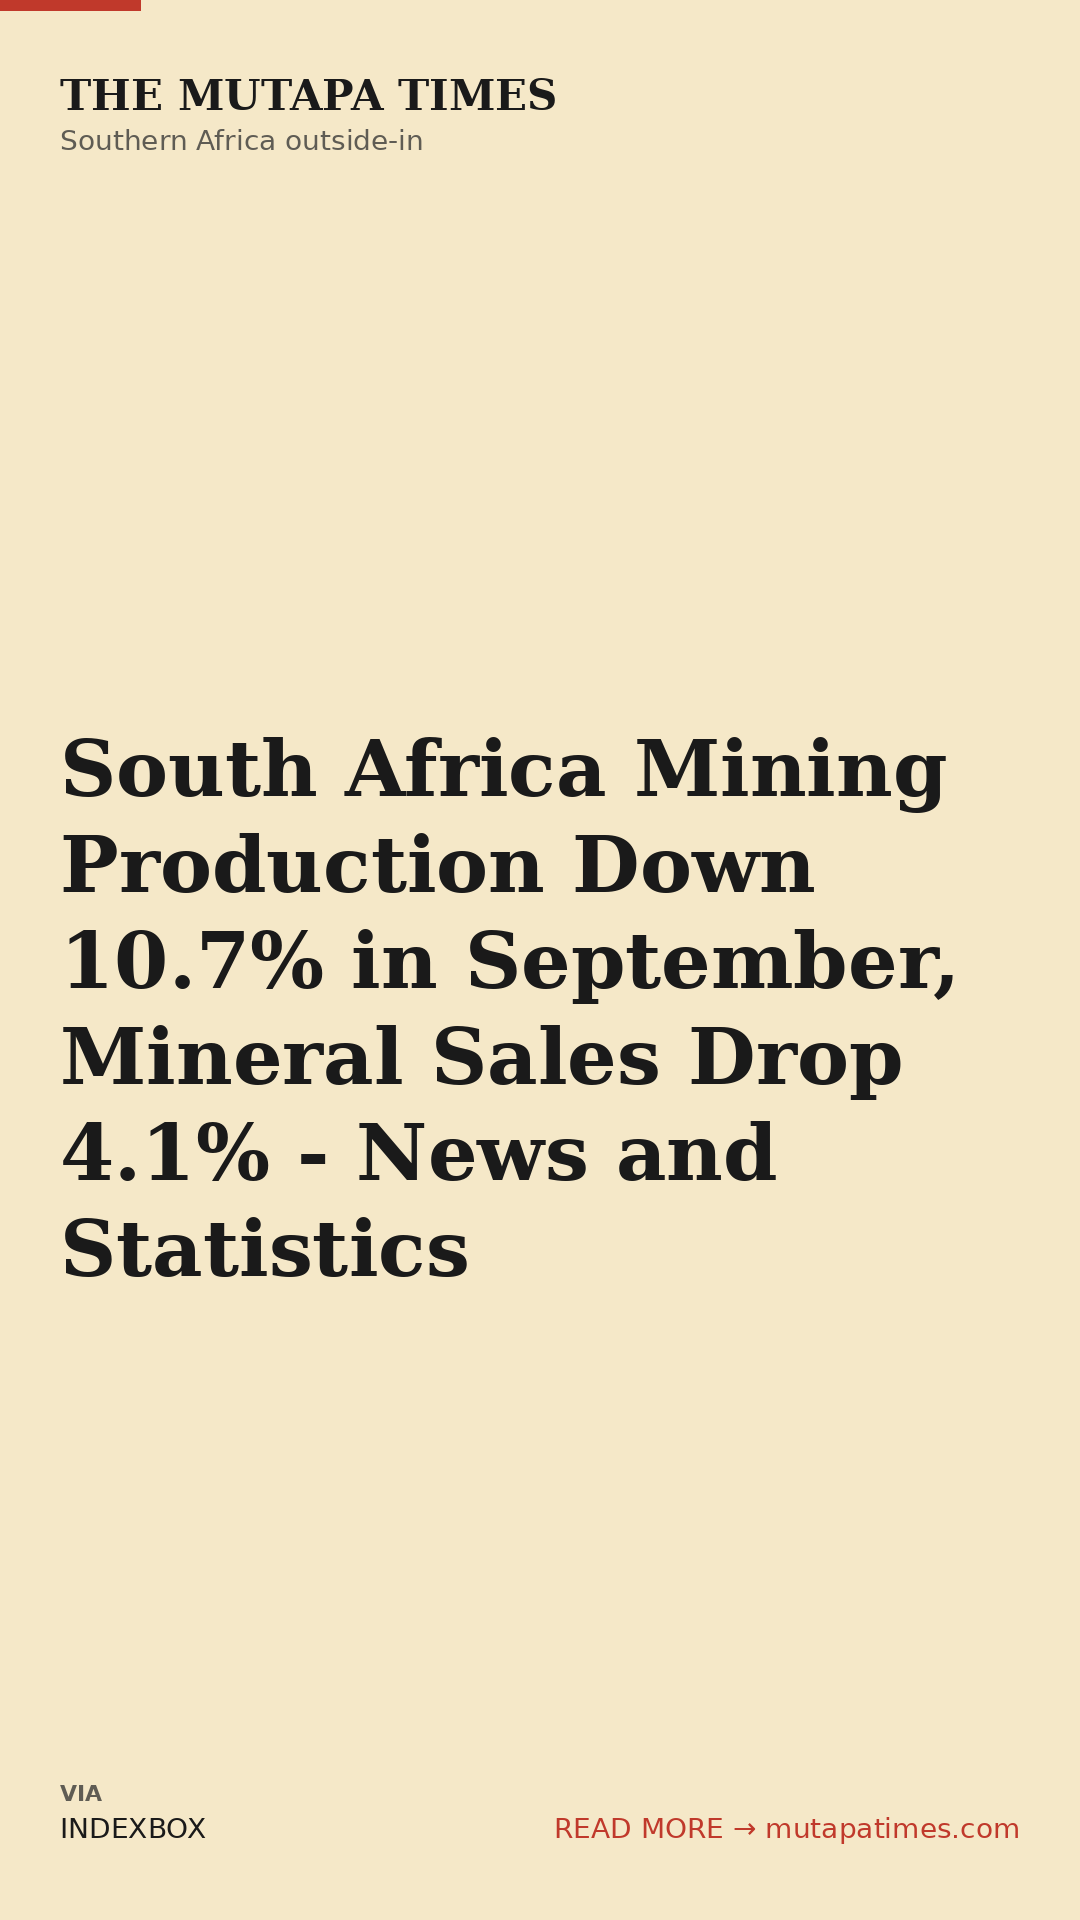 THE MUTAPA TIMES
Southern Africa outside-in
South Africa Mining
Production Down
10.7% in September,
Mineral Sales Drop
4.1% - News and
Statistics
VIA
INDEXBOX
READ MORE → mutapatimes.com